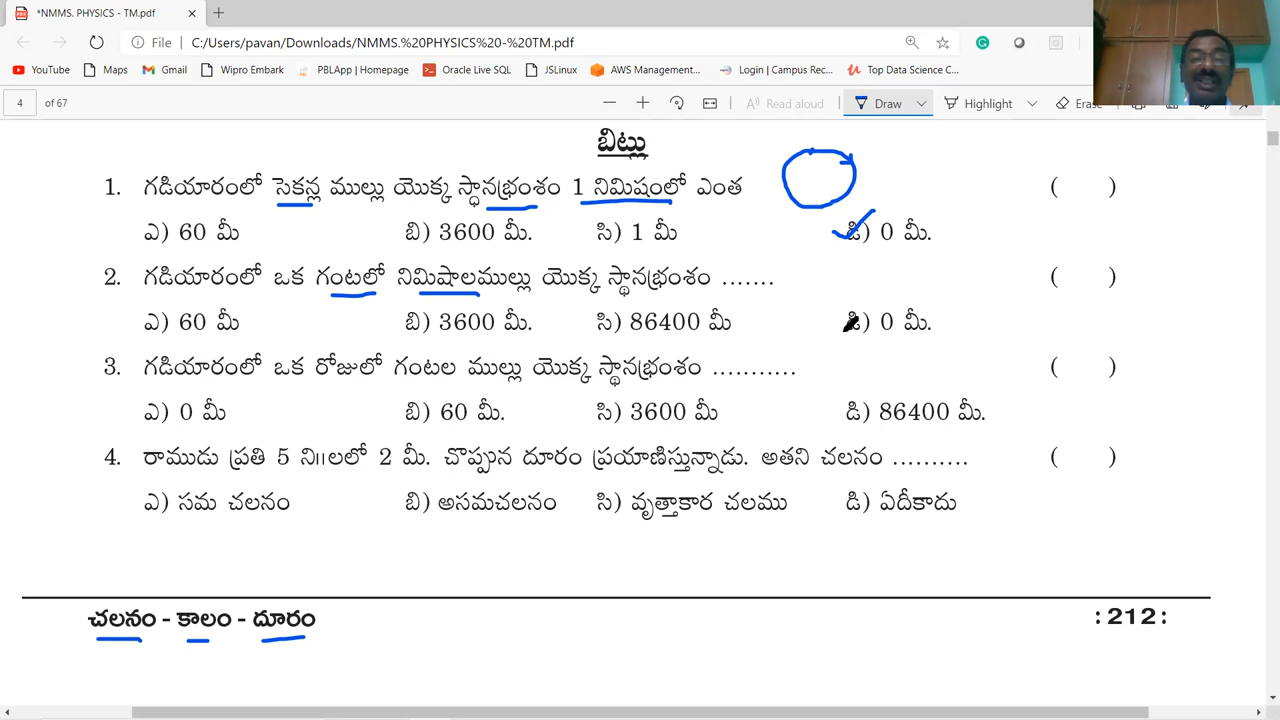 *NMMS. PHYSICS - TM.pdf
File C:/Users/pavan/Downloads/NMMS.%20PHYSICS%20-%20TM.pdf
YouTube Maps Gmail Wipro Embark PBLApp | Homepage Oracle Live SQL JSLinux AWS Management... Login | Campus Rec... Top Data Science C...
4 of 67 Read aloud Draw Highlight Erase
బిట్లు
1. గడియారంలో సెకన్ల ముల్లు యొక్క స్ధానభ్రంశం 1 నిమిషంలో ఎంత ( )
ఎ) 60 మీ బి) 3600 మీ. సి) 1 మీ డి) 0 మీ.
2. గడియారంలో ఒక గంటలో నిమిషాలముల్లు యొక్క స్థానభ్రంశం ....... ( )
ఎ) 60 మీ బి) 3600 మీ. సి) 86400 మీ డి) 0 మీ.
3. గడియారంలో ఒక రోజులో గంటల ముల్లు యొక్క స్థానభ్రంశం ........... ( )
ఎ) 0 మీ బి) 60 మీ. సి) 3600 మీ డి) 86400 మీ.
4. రాముడు ప్రతి 5 ని॥లలో 2 మీ. చొప్పున దూరం ప్రయాణిస్తున్నాడు. అతని చలనం .......... ( )
ఎ) సమ చలనం బి) అసమచలనం సి) వృత్తాకార చలము డి) ఏదీకాదు
చలనం - కాలం - దూరం :212: